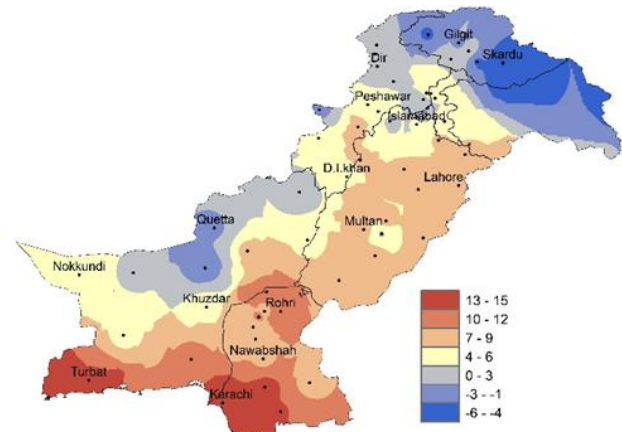 Gilgit
Skardu
Dir
Peshawar
Islamabad
D.I.khan
Lahore
Multan
Quetta
Nokkundi
Khuzdar
Rohri
Nawabshah
Turbat
Karachi
13 - 15
10 - 12
7 - 9
4 - 6
0 - 3
-3 - -1
-6 - -4